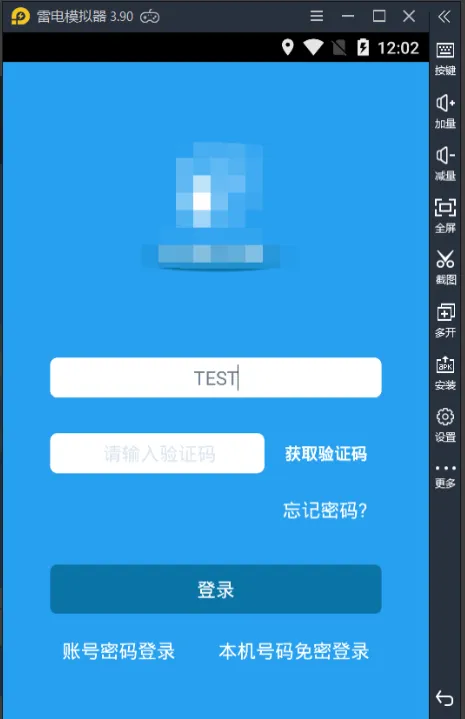 雷电模拟器 3.90
12:02
TEST
请输入验证码
获取验证码
忘记密码?
登录
账号密码登录
本机号码免密登录
按键
加量
减量
全屏
截图
多开
APK
安装
设置
更多